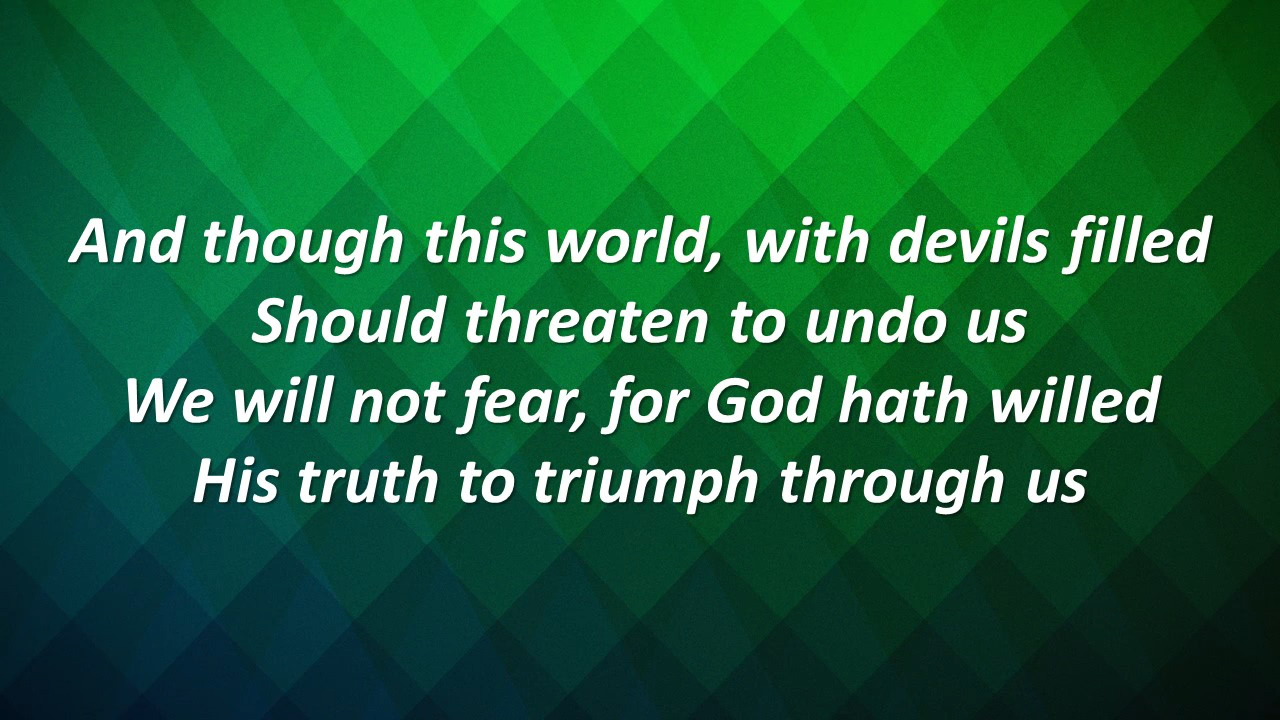 And though this world, with devils filled
Should threaten to undo us
We will not fear, for God hath willed
His truth to triumph through us